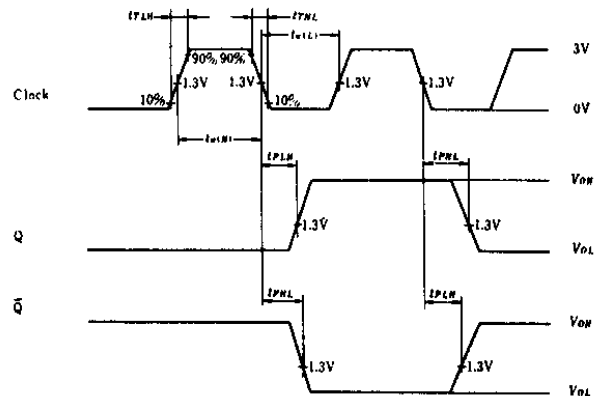 tTLH tTHL
tw(L)
90% 90% 3V
Clock 1.3V 1.3V 1.3V 1.3V
10% 10% 0V
tw(H)
tPLH tPHL
VOH
Q 1.3V 1.3V
VOL
tPHL tPLH
Q̄ VOH
1.3V 1.3V
VOL